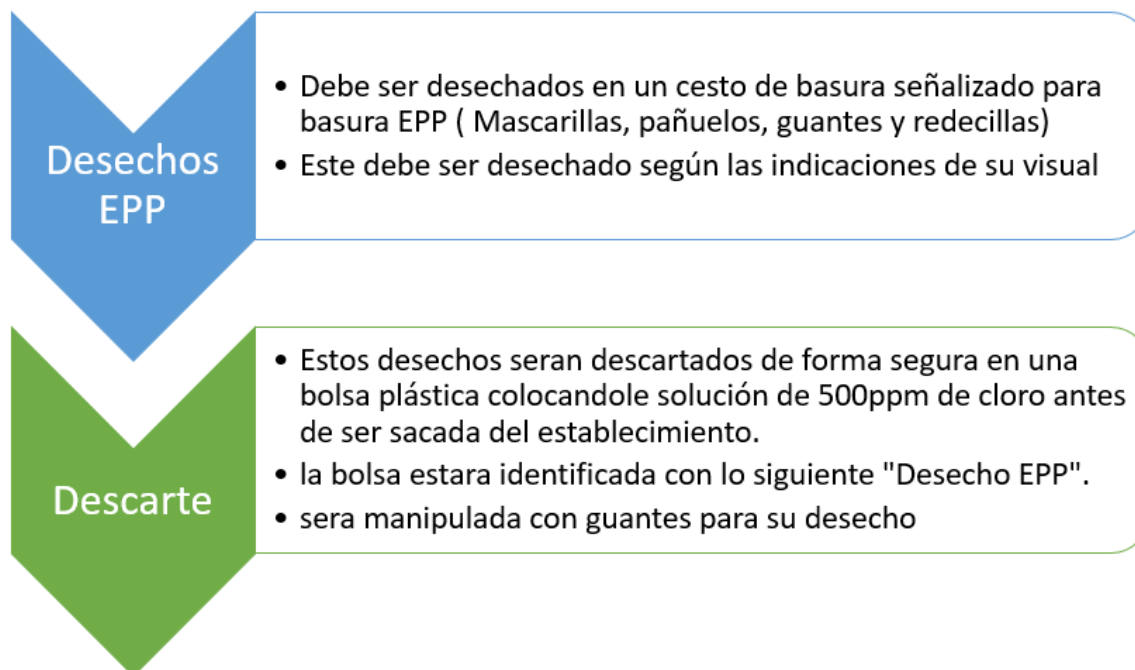 Desechos
EPP
• Debe ser desechados en un cesto de basura señalizado para
basura EPP ( Mascarillas, pañuelos, guantes y redecillas)
• Este debe ser desechado según las indicaciones de su visual
Descarte
• Estos desechos seran descartados de forma segura en una
bolsa plástica colocandole solución de 500ppm de cloro antes
de ser sacada del establecimiento.
• la bolsa estara identificada con lo siguiente "Desecho EPP".
• sera manipulada con guantes para su desecho